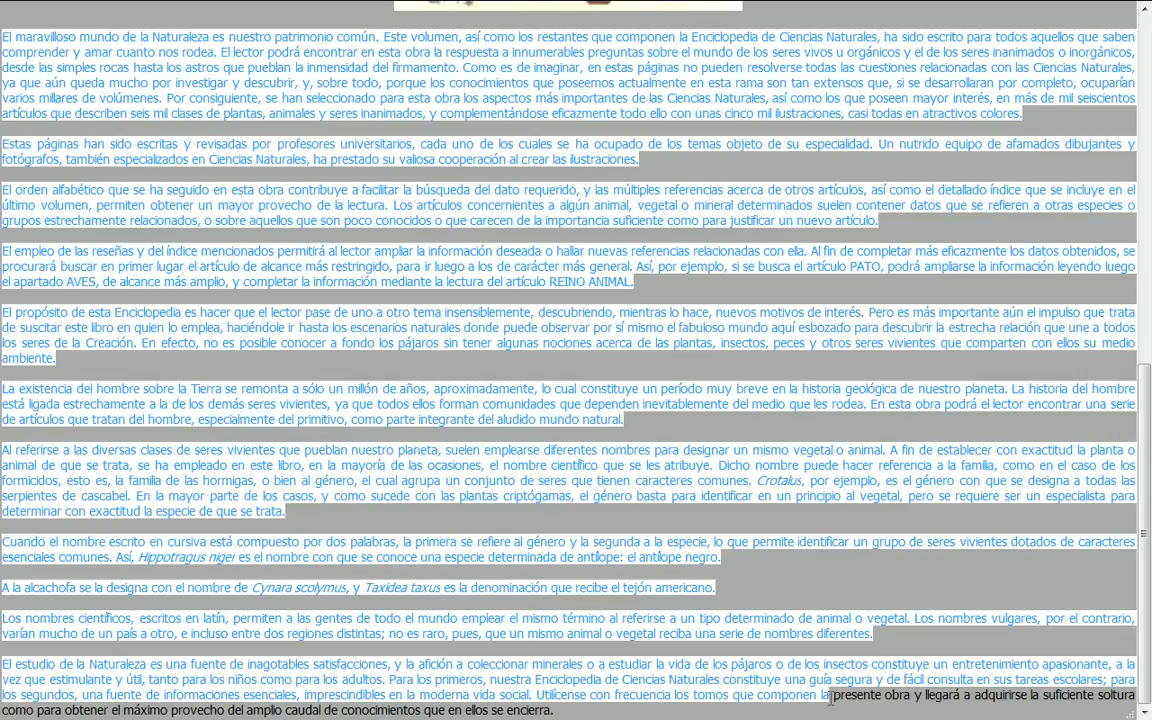 El maravilloso mundo de la Naturaleza es nuestro patrimonio común. Este volumen, así como los restantes que componen la Enciclopedia de Ciencias Naturales, ha sido escrito para todos aquellos que saben
comprender y amar cuanto nos rodea. El lector podrá encontrar en esta obra la respuesta a innumerables preguntas sobre el mundo de los seres vivos u orgánicos y el de los seres inanimados o inorgánicos,
desde las simples rocas hasta los astros que pueblan la inmensidad del firmamento. Como es de imaginar, en estas páginas no pueden resolverse todas las cuestiones relacionadas con las Ciencias Naturales,
ya que aún queda mucho por investigar y descubrir, y, sobre todo, porque los conocimientos que poseemos actualmente en esta rama son tan extensos que, si se desarrollaran por completo, ocuparían
varios millares de volúmenes. Por consiguiente, se han seleccionado para esta obra los aspectos más importantes de las Ciencias Naturales, así como los que poseen mayor interés, en más de mil seiscientos
artículos que describen seis mil clases de plantas, animales y seres inanimados, y complementándose eficazmente todo ello con unas cinco mil ilustraciones, casi todas en atractivos colores.
Estas páginas han sido escritas y revisadas por profesores universitarios, cada uno de los cuales se ha ocupado de los temas objeto de su especialidad. Un nutrido equipo de afamados dibujantes y
fotógrafos, también especializados en Ciencias Naturales, ha prestado su valiosa cooperación al crear las ilustraciones.
El orden alfabético que se ha seguido en esta obra contribuye a facilitar la búsqueda del dato requerido, y las múltiples referencias acerca de otros artículos, así como el detallado índice que se incluye en el
último volumen, permiten obtener un mayor provecho de la lectura. Los artículos concernientes a algún animal, vegetal o mineral determinados suelen contener datos que se refieren a otras especies o
grupos estrechamente relacionados, o sobre aquellos que son poco conocidos o que carecen de la importancia suficiente como para justificar un nuevo artículo.
El empleo de las reseñas y del índice mencionados permitirá al lector ampliar la información deseada o hallar nuevas referencias relacionadas con ella. Al fin de completar más eficazmente los datos obtenidos, se
procurará buscar en primer lugar el artículo de alcance más restringido, para ir luego a los de carácter más general. Así, por ejemplo, si se busca el artículo PATO, podrá ampliarse la información leyendo luego
el apartado AVES, de alcance más amplio, y completar la información mediante la lectura del artículo REINO ANIMAL.
El propósito de esta Enciclopedia es hacer que el lector pase de uno a otro tema insensiblemente, descubriendo, mientras lo hace, nuevos motivos de interés. Pero es más importante aún el impulso que trata
de suscitar este libro en quien lo emplea, haciéndole ir hasta los escenarios naturales donde puede observar por sí mismo el fabuloso mundo aquí esbozado para descubrir la estrecha relación que une a todos
los seres de la Creación. En efecto, no es posible conocer a fondo los pájaros sin tener algunas nociones acerca de las plantas, insectos, peces y otros seres vivientes que comparten con ellos su medio
ambiente.
La existencia del hombre sobre la Tierra se remonta a sólo un millón de años, aproximadamente, lo cual constituye un período muy breve en la historia geológica de nuestro planeta. La historia del hombre
está ligada estrechamente a la de los demás seres vivientes, ya que todos ellos forman comunidades que dependen inevitablemente del medio que les rodea. En esta obra podrá el lector encontrar una serie
de artículos que tratan del hombre, especialmente del primitivo, como parte integrante del aludido mundo natural.
Al referirse a las diversas clases de seres vivientes que pueblan nuestro planeta, suelen emplearse diferentes nombres para designar un mismo vegetal o animal. A fin de establecer con exactitud la planta o
animal de que se trata, se ha empleado en este libro, en la mayoría de las ocasiones, el nombre científico que se les atribuye. Dicho nombre puede hacer referencia a la familia, como en el caso de los
formicidos, esto es, la familia de las hormigas, o bien al género, el cual agrupa un conjunto de seres que tienen caracteres comunes. Crotalus, por ejemplo, es el género con que se designa a todas las
serpientes de cascabel. En la mayor parte de los casos, y como sucede con las plantas criptógamas, el género basta para identificar en un principio al vegetal, pero se requiere ser un especialista para
determinar con exactitud la especie de que se trata.
Cuando el nombre escrito en cursiva está compuesto por dos palabras, la primera se refiere al género y la segunda a la especie, lo que permite identificar un grupo de seres vivientes dotados de caracteres
esenciales comunes. Así, Hippotragus niger es el nombre con que se conoce una especie determinada de antílope: el antílope negro.
A la alcachofa se la designa con el nombre de Cynara scolymus, y Taxidea taxus es la denominación que recibe el tejón americano.
Los nombres científicos, escritos en latín, permiten a las gentes de todo el mundo emplear el mismo término al referirse a un tipo determinado de animal o vegetal. Los nombres vulgares, por el contrario,
varían mucho de un país a otro, e incluso entre dos regiones distintas; no es raro, pues, que un mismo animal o vegetal reciba una serie de nombres diferentes.
El estudio de la Naturaleza es una fuente de inagotables satisfacciones, y la afición a coleccionar minerales o a estudiar la vida de los pájaros o de los insectos constituye un entretenimiento apasionante, a la
vez que estimulante y útil, tanto para los niños como para los adultos. Para los primeros, nuestra Enciclopedia de Ciencias Naturales constituye una guía segura y de fácil consulta en sus tareas escolares; para
los segundos, una fuente de informaciones esenciales, imprescindibles en la moderna vida social. Utilícense con frecuencia los tomos que componen la presente obra y llegará a adquirirse la suficiente soltura
como para obtener el máximo provecho del amplio caudal de conocimientos que en ellos se encierra.